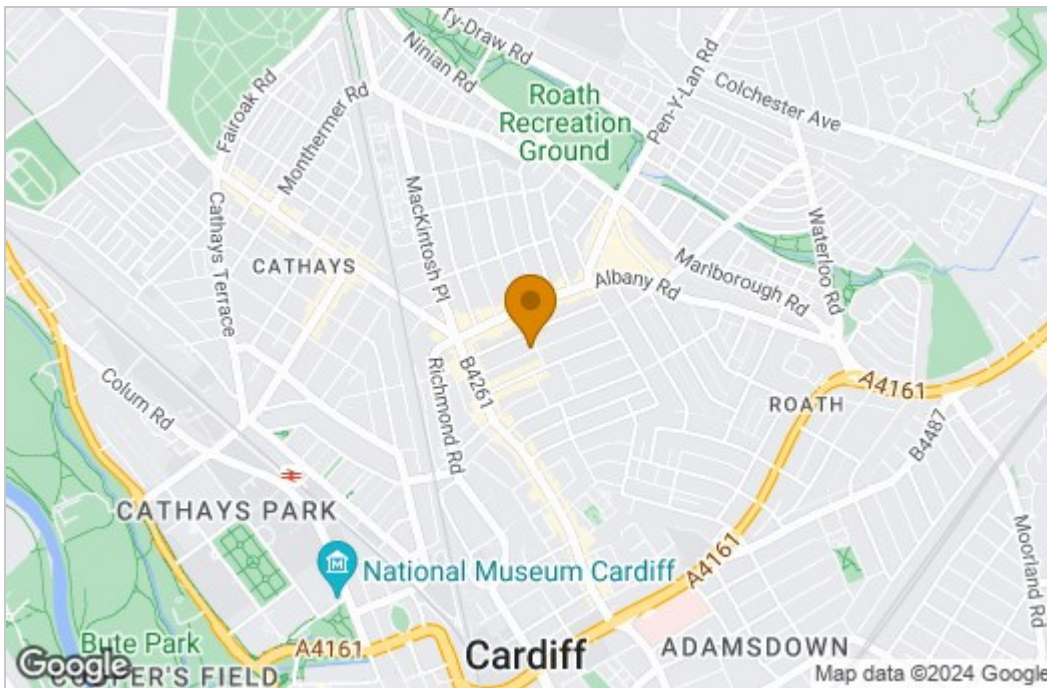 Ty-Draw Rd
Ninian Rd
Pen-Y-Lan Rd
Colchester Ave
Roath
Recreation
Ground
Fairoak Rd
Monthermer Rd
MacKintosh Pl
Cathays Terrace
CATHAYS
Waterloo Rd
Marlborough Rd
Albany Rd
B4261
Richmond Rd
Colum Rd
A4161
ROATH
B4487
CATHAYS PARK
Moorland Rd
National Museum Cardiff
A4161
Bute Park
A4161
Cardiff
ADAMSDOWN
Google
COOPER'S FIELD
Map data ©2024 Google